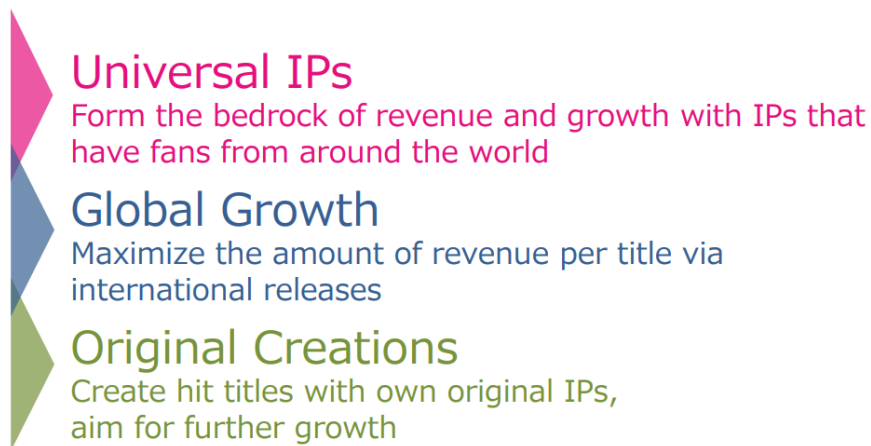 Universal IPs
Form the bedrock of revenue and growth with IPs that
have fans from around the world
Global Growth
Maximize the amount of revenue per title via
international releases
Original Creations
Create hit titles with own original IPs,
aim for further growth